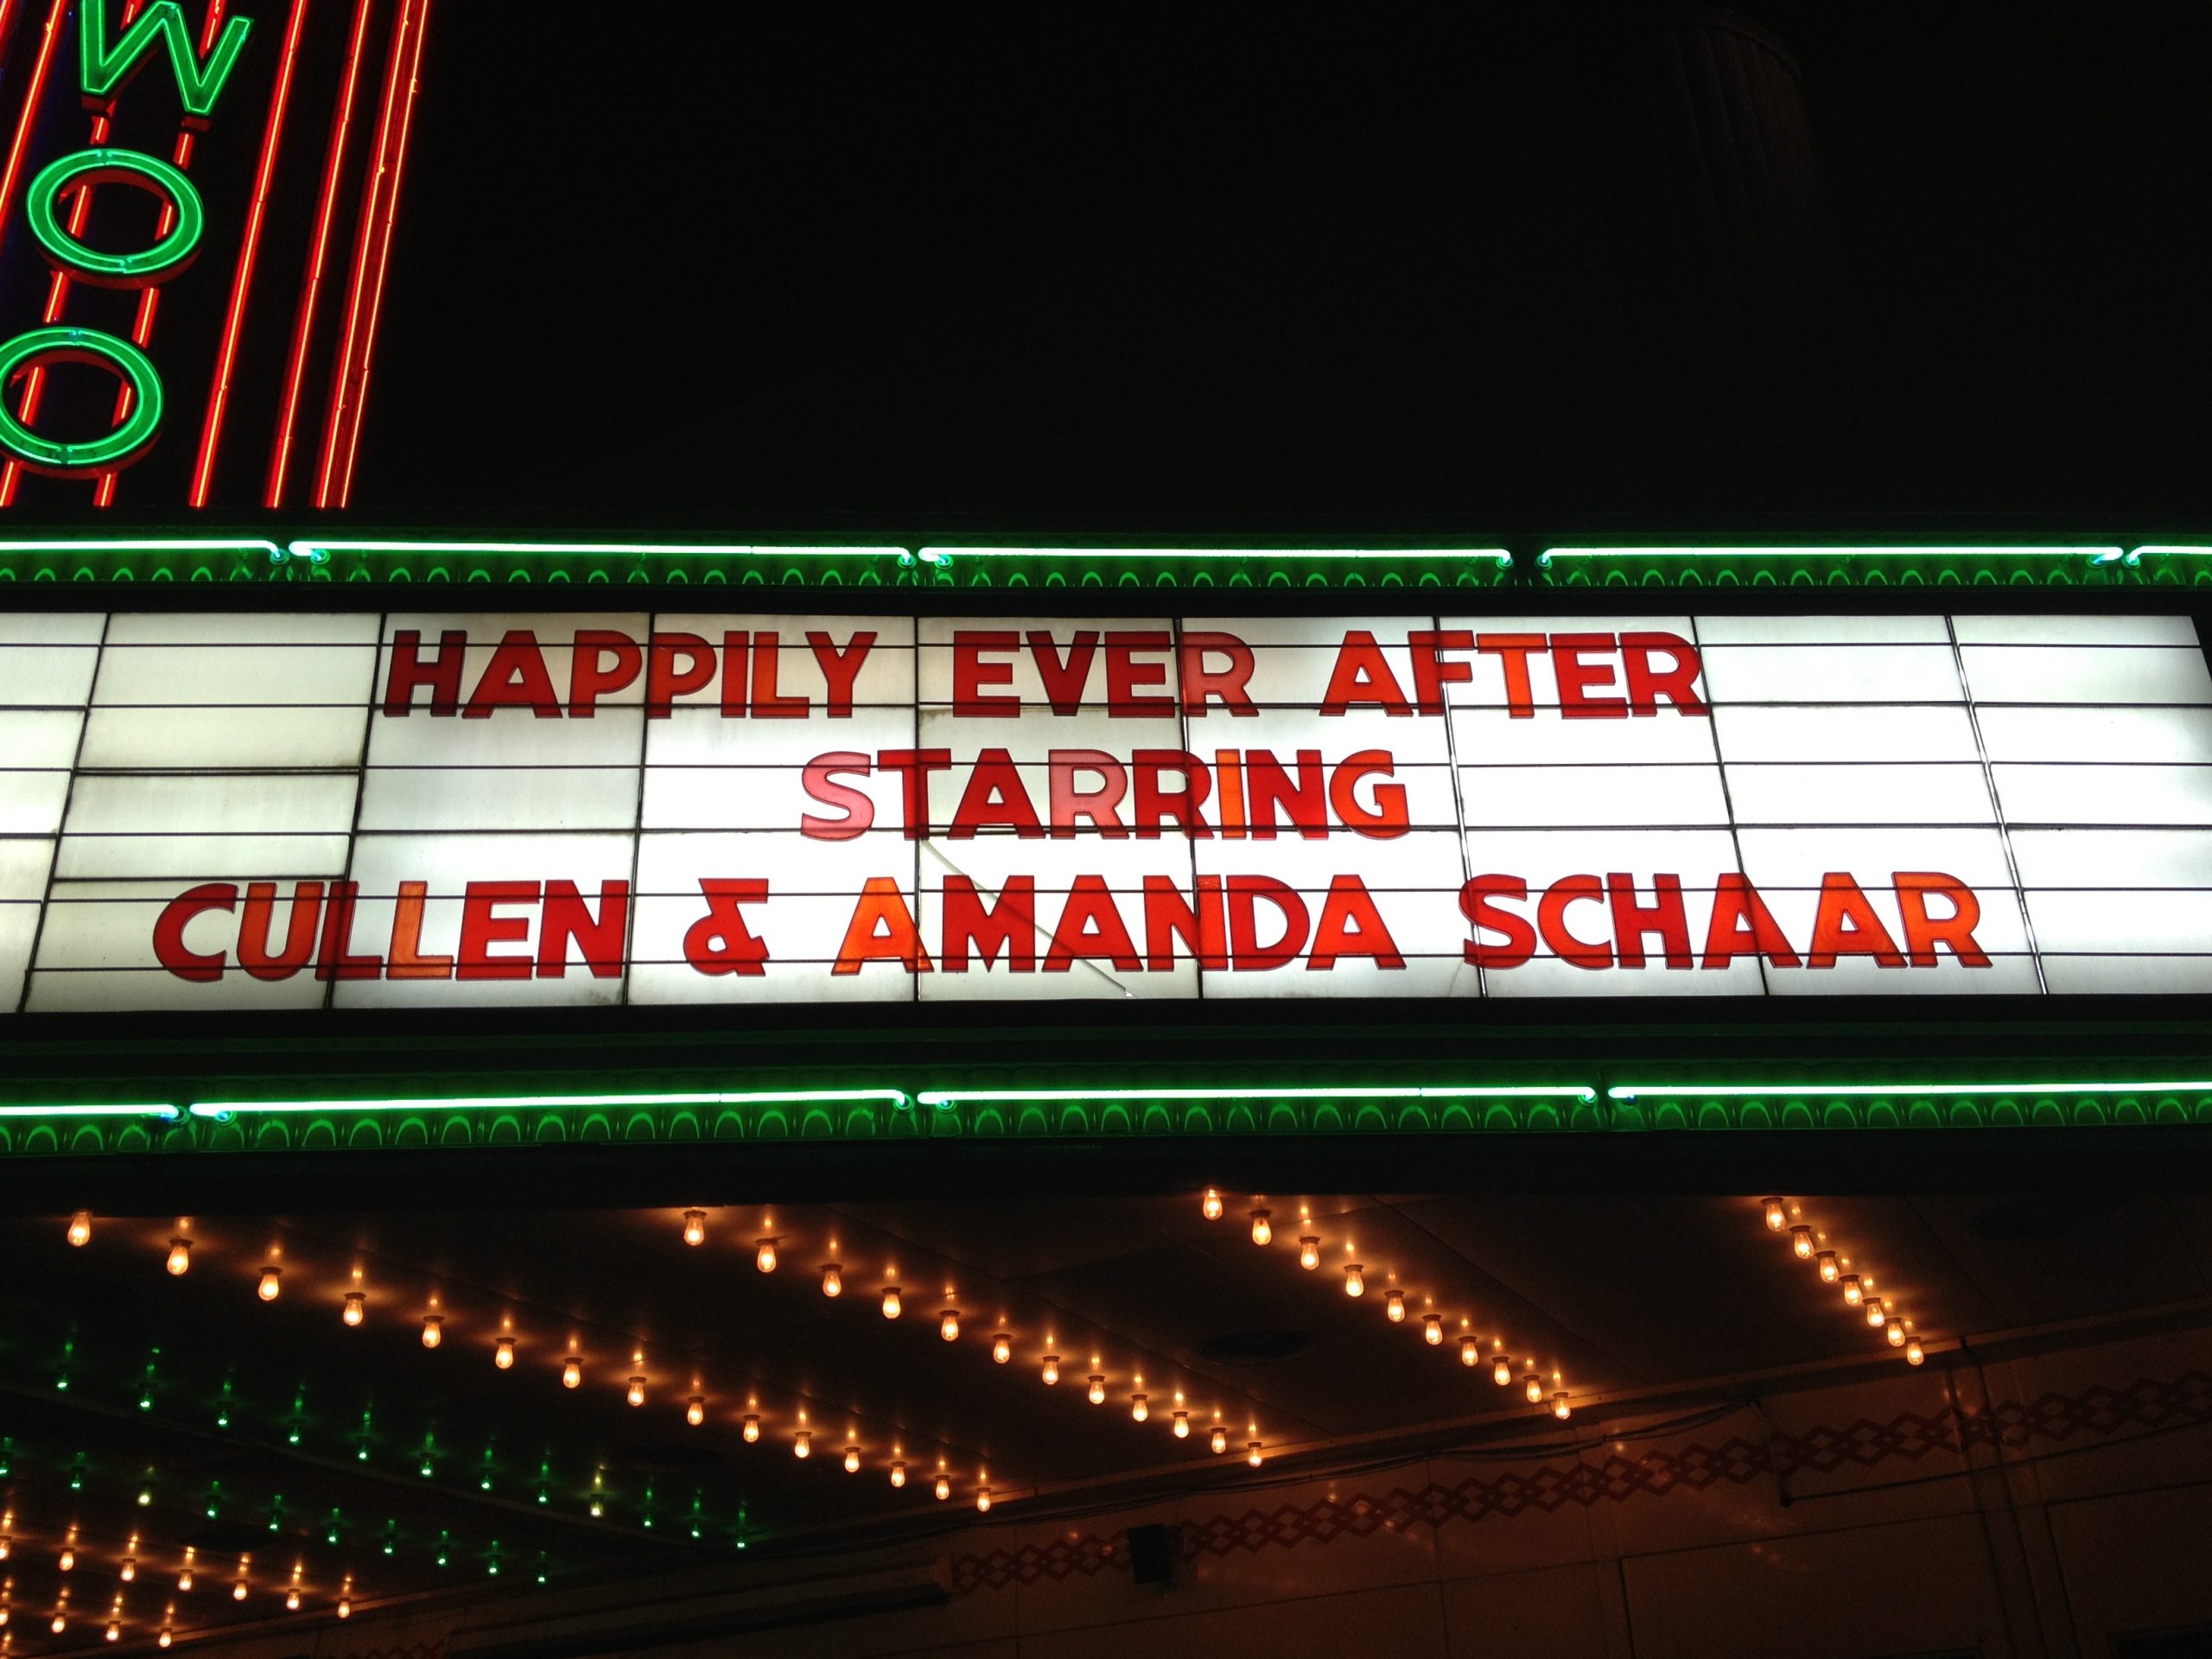 WOO
HAPPILY EVER AFTER
STARRING
CULLEN & AMANDA SCHAAR